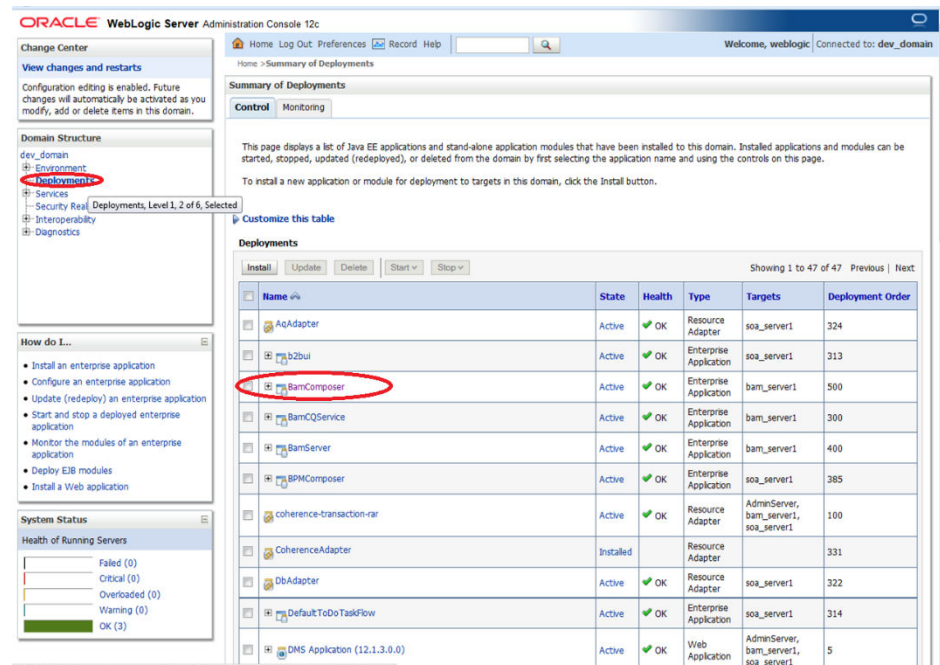 ORACLE WebLogic Server Administration Console 12c
Change Center
View changes and restarts
Configuration editing is enabled. Future
changes will automatically be activated as you
modify, add or delete items in this domain.
Domain Structure
dev_domain
Environment
Deployments
Services
Security Real
Interoperability
Diagnostics
Deployments, Level 1, 2 of 6, Selected
How do I...
Install an enterprise application
Configure an enterprise application
Update (redeploy) an enterprise application
Start and stop a deployed enterprise
application
Monitor the modules of an enterprise
application
Deploy EJB modules
Install a Web application
System Status
Health of Running Servers
Failed (0)
Critical (0)
Overloaded (0)
Warning (0)
OK (3)
Home Log Out Preferences Record Help
Welcome, weblogic Connected to: dev_domain
Home >Summary of Deployments
Summary of Deployments
Control Monitoring
This page displays a list of Java EE applications and stand-alone application modules that have been installed to this domain. Installed applications and modules can be
started, stopped, updated (redeployed), or deleted from the domain by first selecting the application name and using the controls on this page.
To install a new application or module for deployment to targets in this domain, click the Install button.
Customize this table
Deployments
Install Update Delete Start Stop Showing 1 to 47 of 47 Previous | Next
Name State Health Type Targets Deployment Order
AqAdapter Active OK Resource Adapter soa_server1 324
b2bui Active OK Enterprise Application soa_server1 313
BamComposer Active OK Enterprise Application bam_server1 500
BamCQService Active OK Enterprise Application bam_server1 300
BamServer Active OK Enterprise Application bam_server1 400
BPMComposer Active OK Enterprise Application soa_server1 385
coherence-transaction-rar Active OK Resource Adapter AdminServer, bam_server1, soa_server1 100
CoherenceAdapter Installed Resource Adapter 331
DbAdapter Active OK Resource Adapter soa_server1 322
DefaultToDoTaskFlow Active OK Enterprise Application soa_server1 314
DMS Application (12.1.3.0.0) Active OK Web Application AdminServer, bam_server1, soa_server1 5